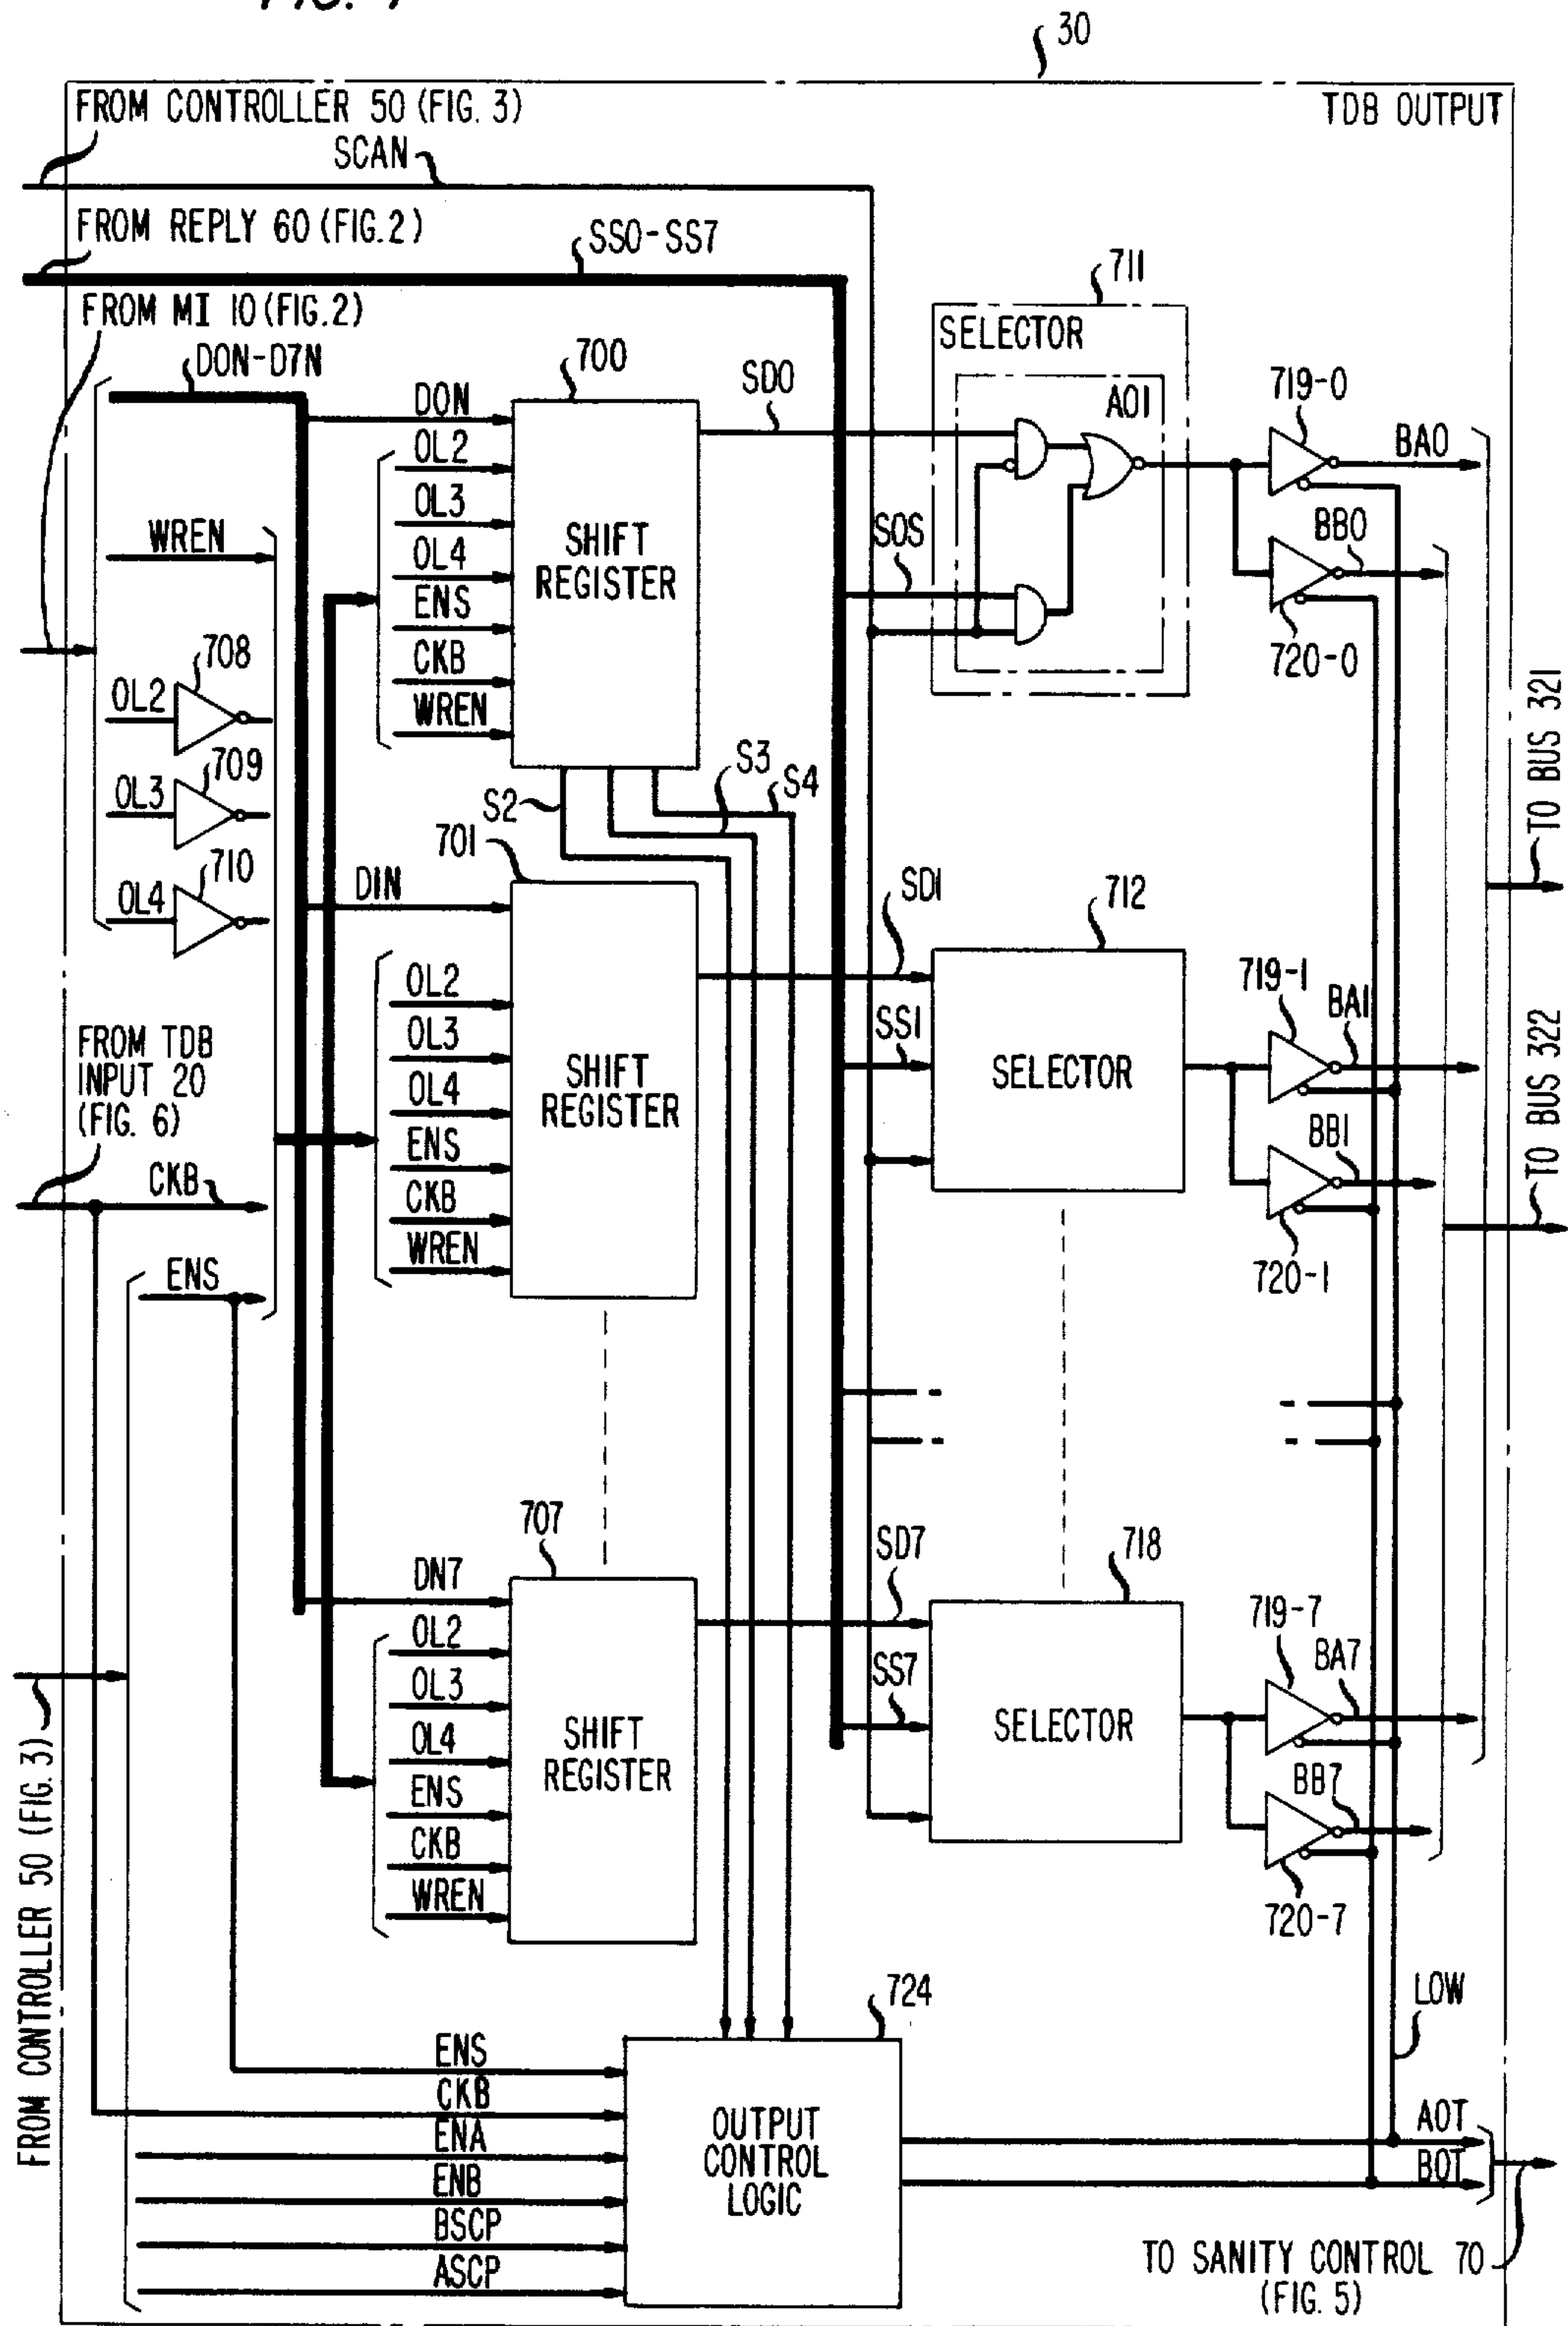 30
FROM CONTROLLER 50 (FIG. 3)
TDB OUTPUT
SCAN
FROM REPLY 60 (FIG.2)
SS0-SS7
711
FROM MI 10 (FIG.2)
SELECTOR
DON-D7N
700
SD0
AOI
719-0
DON
BA0
OL2
WREN
OL3
SHIFT
REGISTER
SOS
BB0
OL4
ENS
708
CKB
720-0
OL2
WREN
709
S3
S4
OL3
S2
TO BUS 321
710
701
OL4
DIN
SD1
712
719-1
OL2
BA1
FROM TDB
INPUT 20
(FIG. 6)
OL3
SS1
SHIFT
REGISTER
SELECTOR
TO BUS 322
OL4
BB1
ENS
CKB
CKB
WREN
ENS
720-1
707
SD7
718
DN7
719-7
OL2
BA7
OL3
SS7
SHIFT
REGISTER
SELECTOR
OL4
FROM CONTROLLER 50 (FIG. 3)
ENS
BB7
CKB
WREN
720-7
724
LOW
ENS
CKB
OUTPUT
CONTROL
LOGIC
AOT
ENA
BOT
ENB
BSCP
ASCP
TO SANITY CONTROL 70
(FIG. 5)